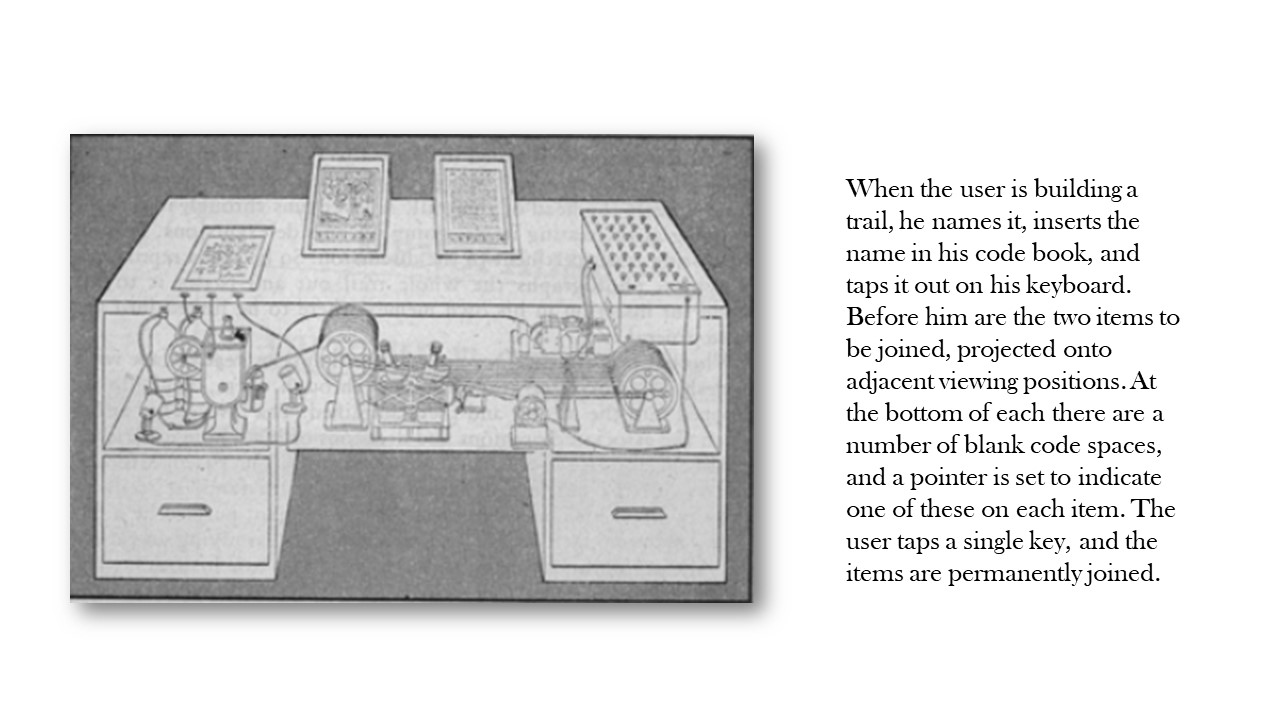 When the user is building a
trail, he names it, inserts the
name in his code book, and
taps it out on his keyboard.
Before him are the two items to
be joined, projected onto
adjacent viewing positions. At
the bottom of each there are a
number of blank code spaces,
and a pointer is set to indicate
one of these on each item. The
user taps a single key, and the
items are permanently joined.